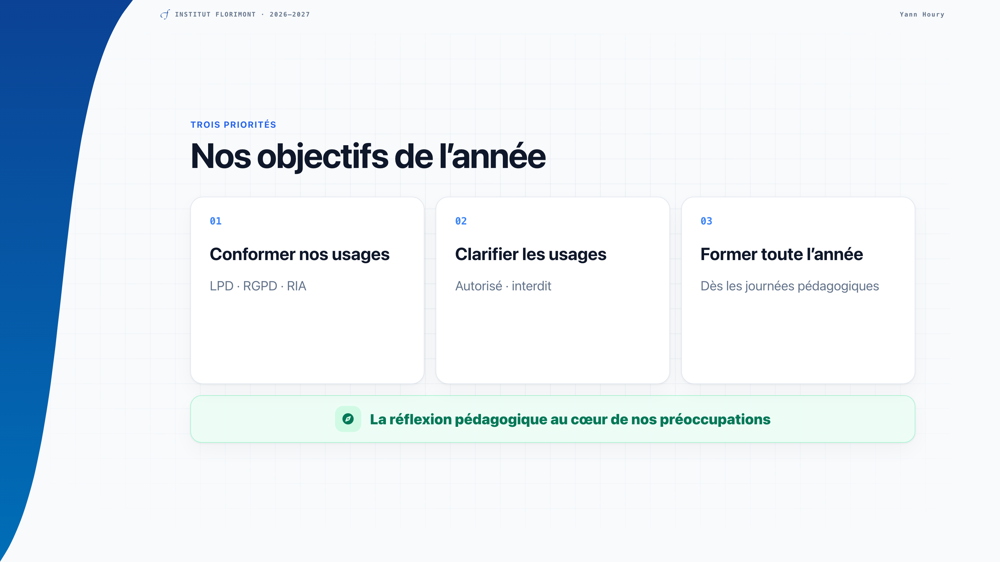 INSTITUT FLORIMONT · 2026–2027
Yann Houry
TROIS PRIORITÉS
Nos objectifs de l’année
01
Conformer nos usages
LPD · RGPD · RIA
02
Clarifier les usages
Autorisé · interdit
03
Former toute l’année
Dès les journées pédagogiques
La réflexion pédagogique au cœur de nos préoccupations